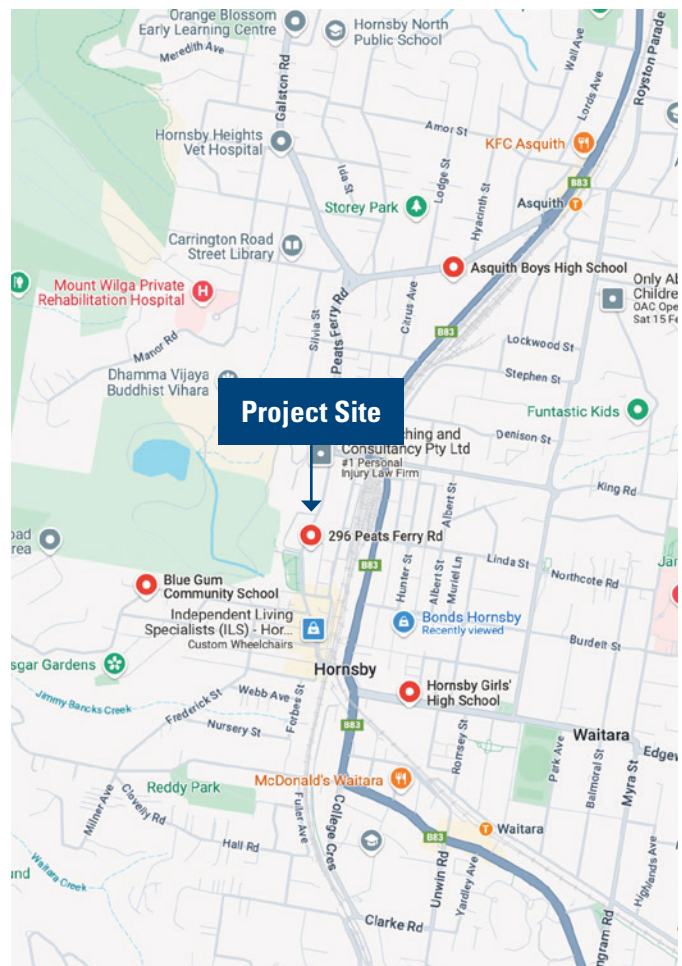 Orange Blossom
Early Learning Centre
Hornsby North
Public School
Meredith Ave
Galston Rd
Wall Ave
Lords Ave
Royston Parade
Hornsby Heights
Vet Hospital
Amor St
KFC Asquith
Ida St
Lodge St
B83
Storey Park
Hyacinth St
Asquith
T
Carrington Road
Street Library
Asquith Boys High School
Mount Wilga Private
Rehabilitation Hospital
H
Peats Ferry Rd
Citrus Ave
Only Ab
Children
OAC Ope
Sat 15 Fe
Silvia St
B83
Manor Rd
Lockwood St
Dhamma Vijaya
Buddhist Vihara
Stephen St
Project Site
Funtastic Kids
ching and
Consultancy Pty Ltd
#1 Personal
Injury Law Firm
Denison St
Albert St
King Rd
296 Peats Ferry Rd
oad
rea
B83
Hunter St
Albert St
Muriel Ln
Linda St
Northcote Rd
Jan
Blue Gum
Community School
Independent Living
Specialists (ILS) - Hor...
Custom Wheelchairs
Bonds Hornsby
Recently viewed
Burdett St
sgar Gardens
Hornsby
Jimmy Bancks Creek
Frederick St
Webb Ave
Forbes St
Hornsby Girls'
High School
Nursery St
B83
Romsey St
Waitara
Park Ave
Balmoral St
Myra St
Edgew
Reddy Park
McDonald's Waitara
Milner Ave
Clovelly Rd
Fuller Ave
College Cres
T
Waitara
Hall Rd
B83
Unwin Rd
Yardley Ave
Highlands Ave
und
Waitara Creek
Clarke Rd
ngram Rd